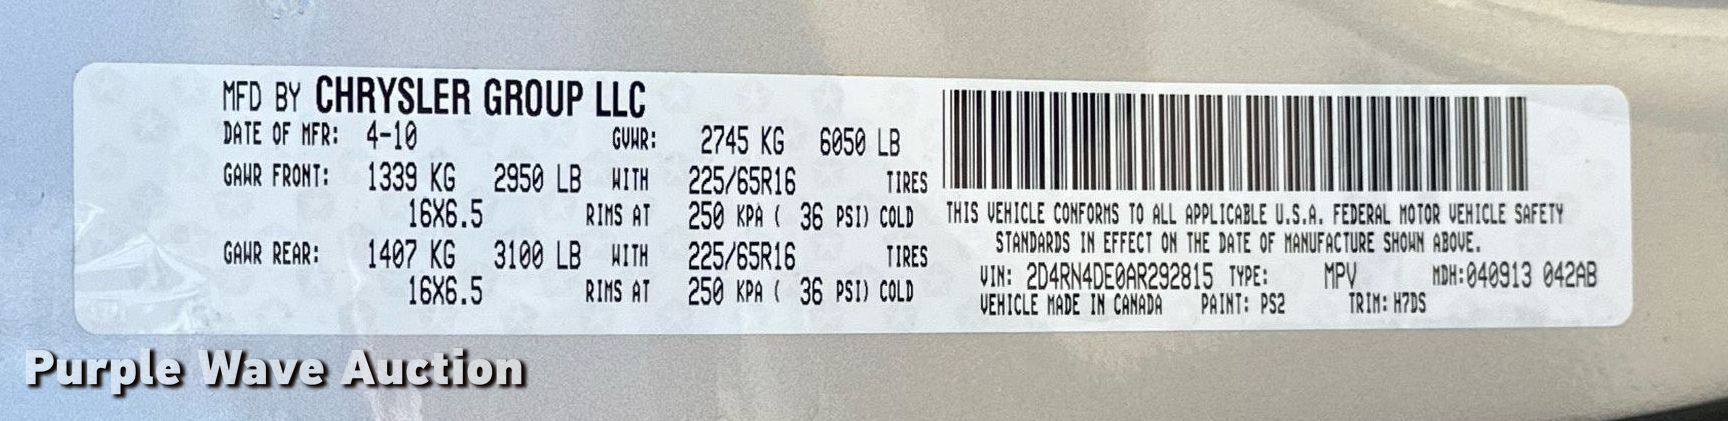 MFD BY CHRYSLER GROUP LLC
DATE OF MFR: 4-10 GVWR: 2745 KG 6050 LB
GAWR FRONT: 1339 KG 2950 LB WITH 225/65R16 TIRES
16X6.5 RIMS AT 250 KPA ( 36 PSI) COLD
GAWR REAR: 1407 KG 3100 LB WITH 225/65R16 TIRES
16X6.5 RIMS AT 250 KPA ( 36 PSI) COLD
THIS VEHICLE CONFORMS TO ALL APPLICABLE U.S.A. FEDERAL MOTOR VEHICLE SAFETY
STANDARDS IN EFFECT ON THE DATE OF MANUFACTURE SHOWN ABOVE.
VIN: 2D4RN4DE0AR292815 TYPE: MPV MDH:040913 042AB
VEHICLE MADE IN CANADA PAINT: PS2 TRIM: H7DS
Purple Wave Auction